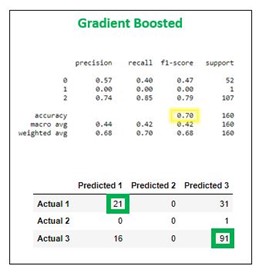 Gradient Boosted
precision recall f1-score support
0 0.57 0.40 0.47 52
1 0.00 0.00 0.00 1
2 0.74 0.85 0.79 107
accuracy 0.70 160
macro avg 0.44 0.42 0.42 160
weighted avg 0.68 0.70 0.68 160
Predicted 1 Predicted 2 Predicted 3
Actual 1 21 0 31
Actual 2 0 0 1
Actual 3 16 0 91